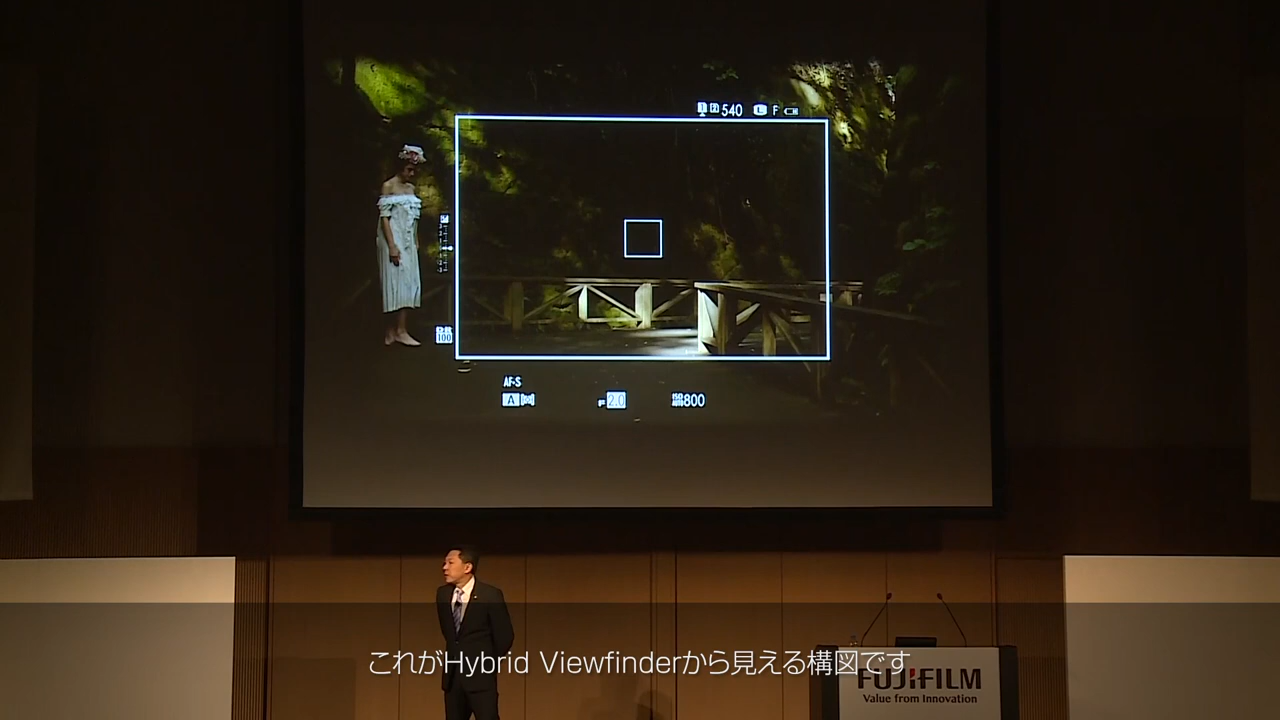 540 L F
100
AF-S
A
F 2.0
ISO AUTO 800
これがHybrid Viewfinderから見える構図です
FUJIFILM
Value from Innovation